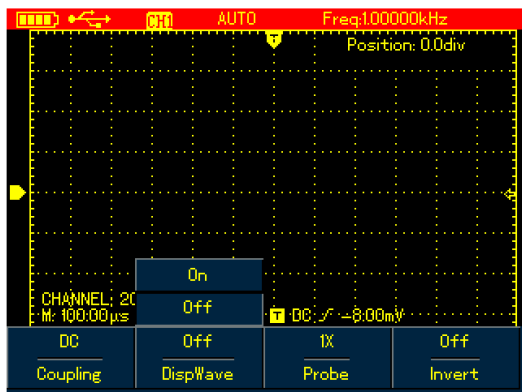 CH1 AUTO Freq:1.00000kHz
T
Position: 0.0div
On
CHANNEL; 20
Off
M: 100.00μs T DC -8.00mV
DC Off 1X Off
Coupling DispWave Probe Invert